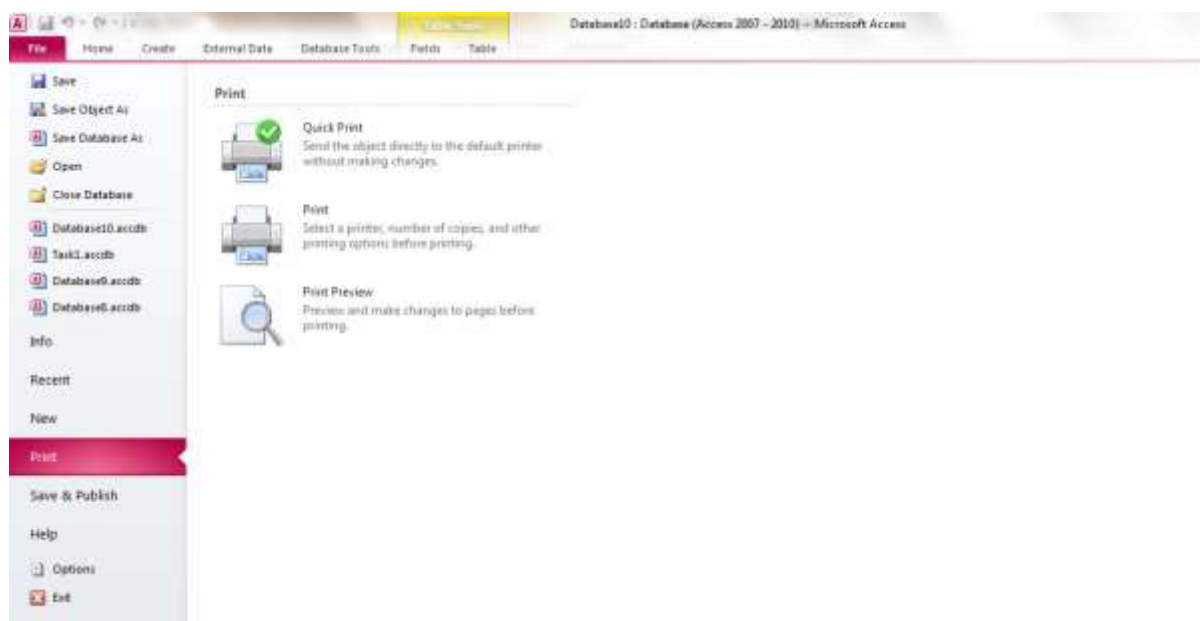 Database10 : Database (Access 2007 - 2010) - Microsoft Access
File Home Create External Data Database Tools Fields Table
Save
Save Object As
Save Database As
Open
Close Database
Database10.accdb
Task1.accdb
Database9.accdb
Info
Recent
New
Print
Save & Publish
Help
Options
Exit
Print
Quick Print
Send the object directly to the default printer
without making changes.
Print
Select a printer, number of copies, and other
printing options before printing.
Print Preview
Preview and make changes to pages before
printing.